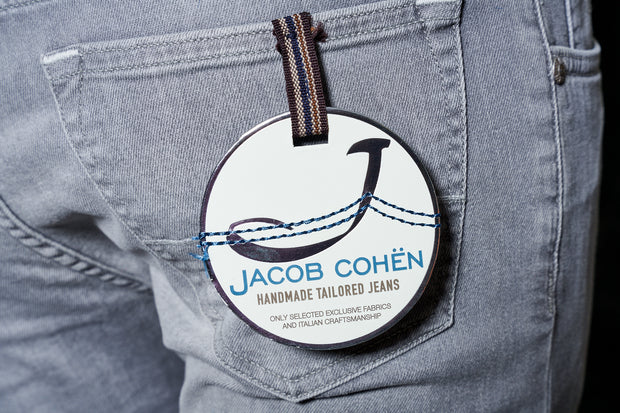 JACOB COHËN
HANDMADE TAILORED JEANS
ONLY SELECTED EXCLUSIVE FABRICS
AND ITALIAN CRAFTSMANSHIP